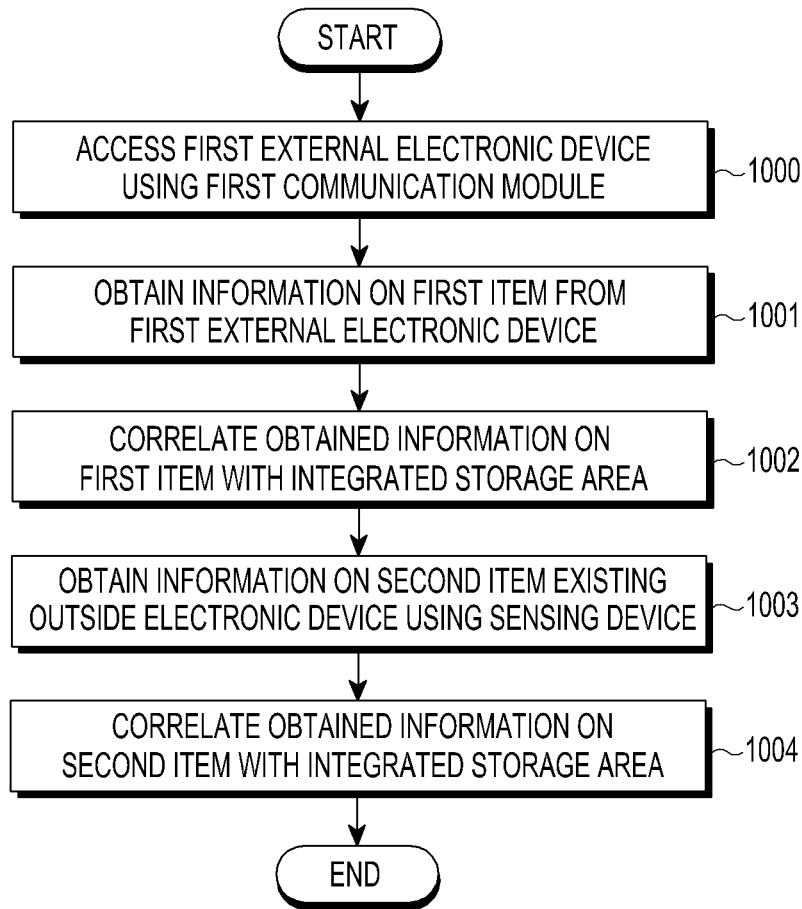 START
ACCESS FIRST EXTERNAL ELECTRONIC DEVICE
USING FIRST COMMUNICATION MODULE
1000
OBTAIN INFORMATION ON FIRST ITEM FROM
FIRST EXTERNAL ELECTRONIC DEVICE
1001
CORRELATE OBTAINED INFORMATION ON
FIRST ITEM WITH INTEGRATED STORAGE AREA
1002
OBTAIN INFORMATION ON SECOND ITEM EXISTING
OUTSIDE ELECTRONIC DEVICE USING SENSING DEVICE
1003
CORRELATE OBTAINED INFORMATION ON
SECOND ITEM WITH INTEGRATED STORAGE AREA
1004
END